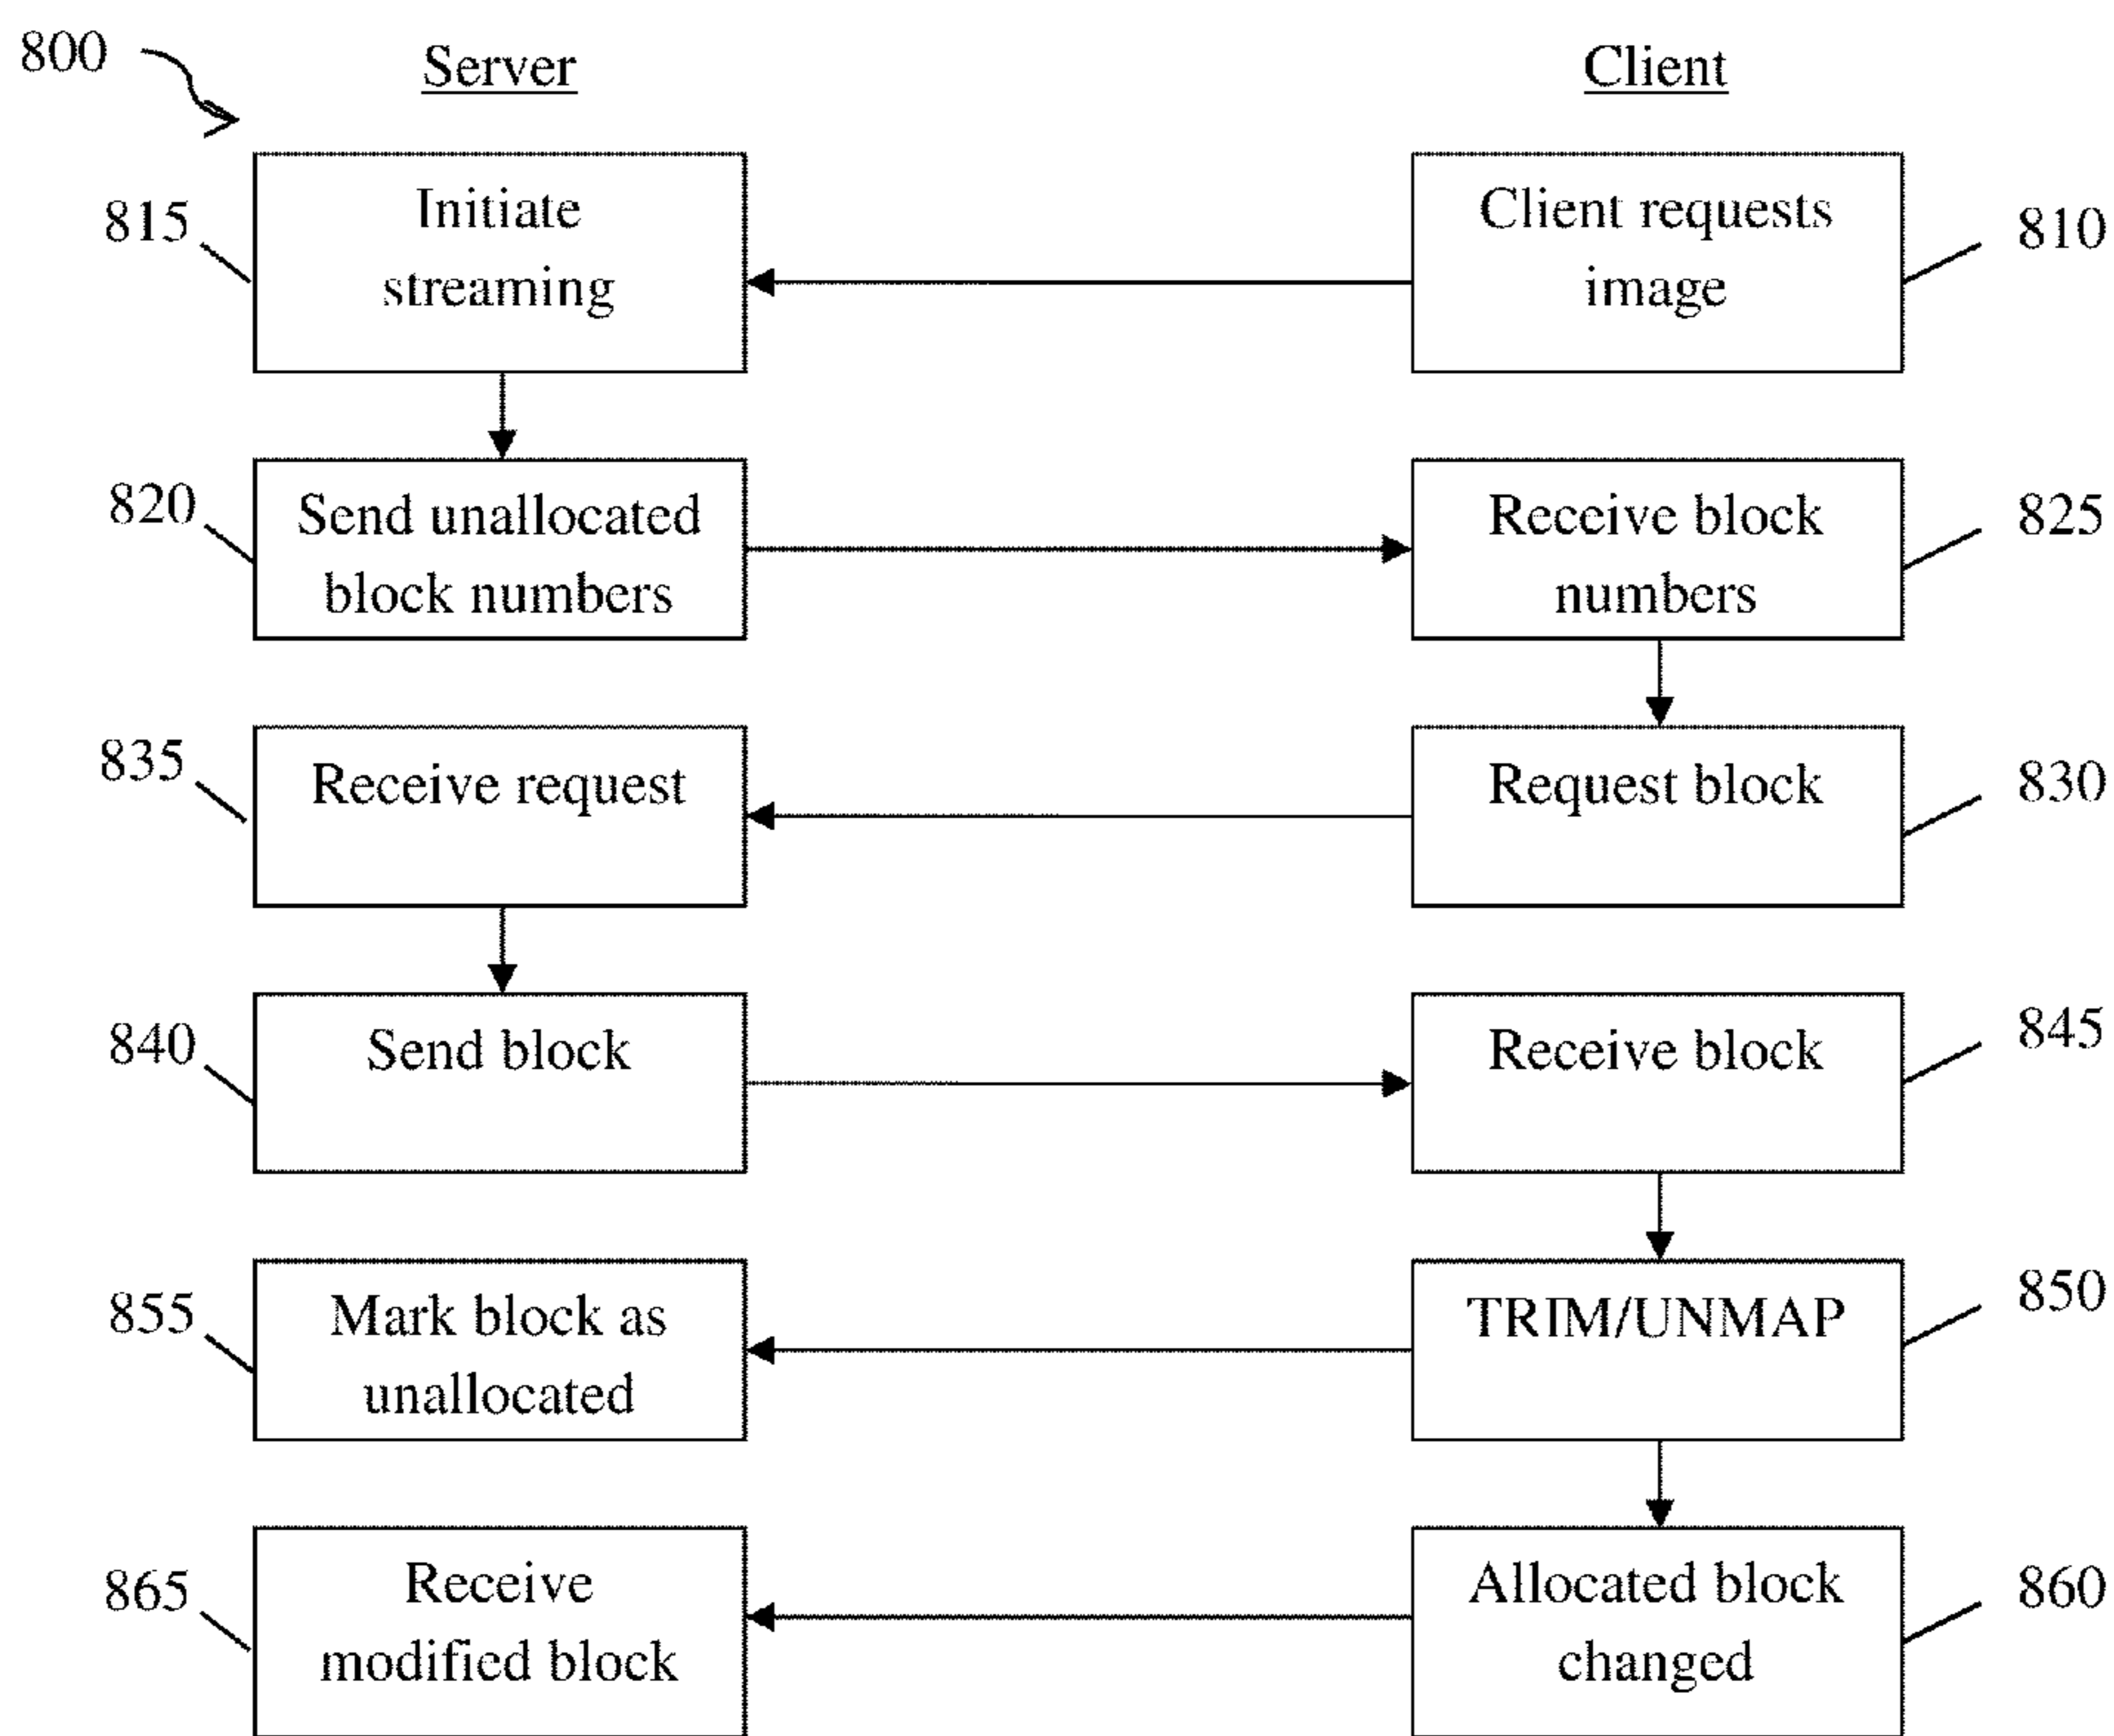 800
Server
Client
815
Initiate
streaming
Client requests
image
810
820
Send unallocated
block numbers
Receive block
numbers
825
835
Receive request
Request block
830
840
Send block
Receive block
845
855
Mark block as
unallocated
TRIM/UNMAP
850
865
Receive
modified block
Allocated block
changed
860